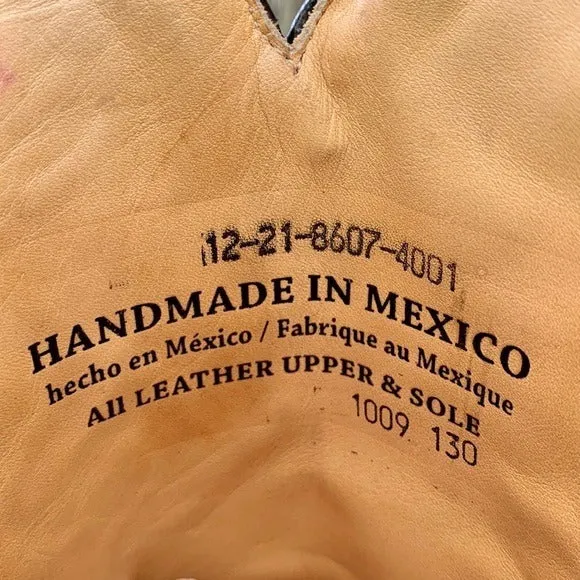 12-21-8607-4001
HANDMADE IN MEXICO
hecho en México / Fabrique au Mexique
All LEATHER UPPER & SOLE
1009 130